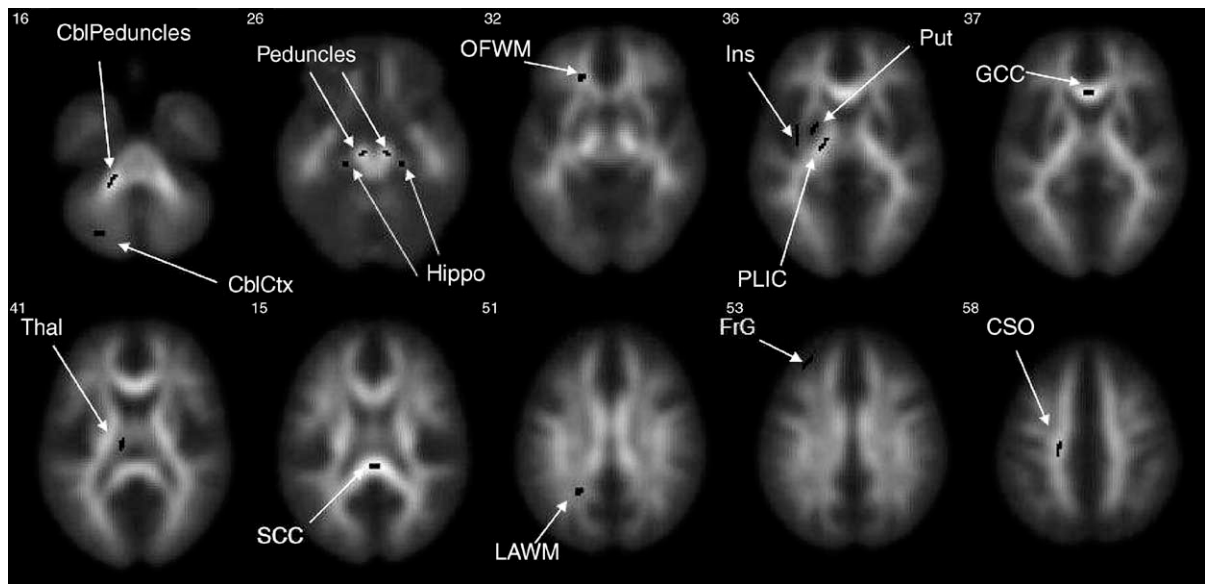 16
CblPeduncles
CblCtx
26
Peduncles
Hippo
32
OFWM
36
Ins
Put
PLIC
37
GCC
41
Thal
15
SCC
51
LAWM
53
FrG
58
CSO